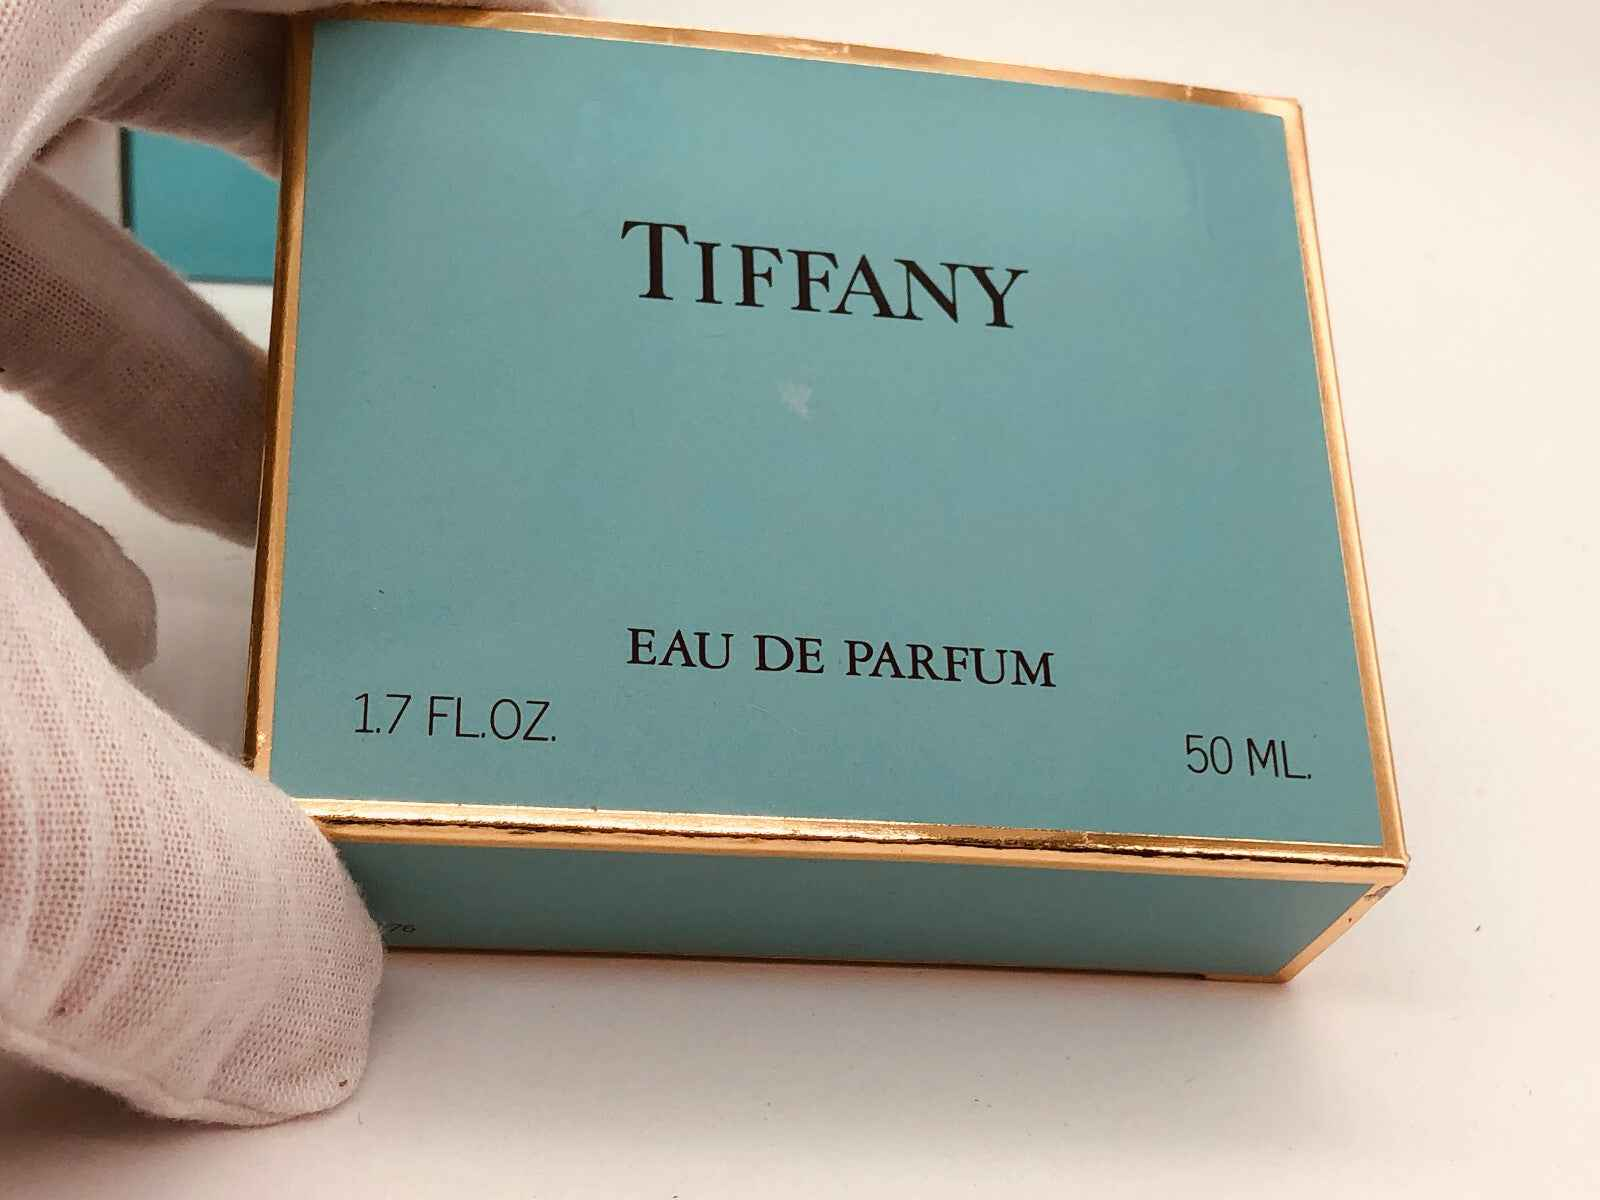 TIFFANY
EAU DE PARFUM
1.7 FL.OZ.
50 ML.